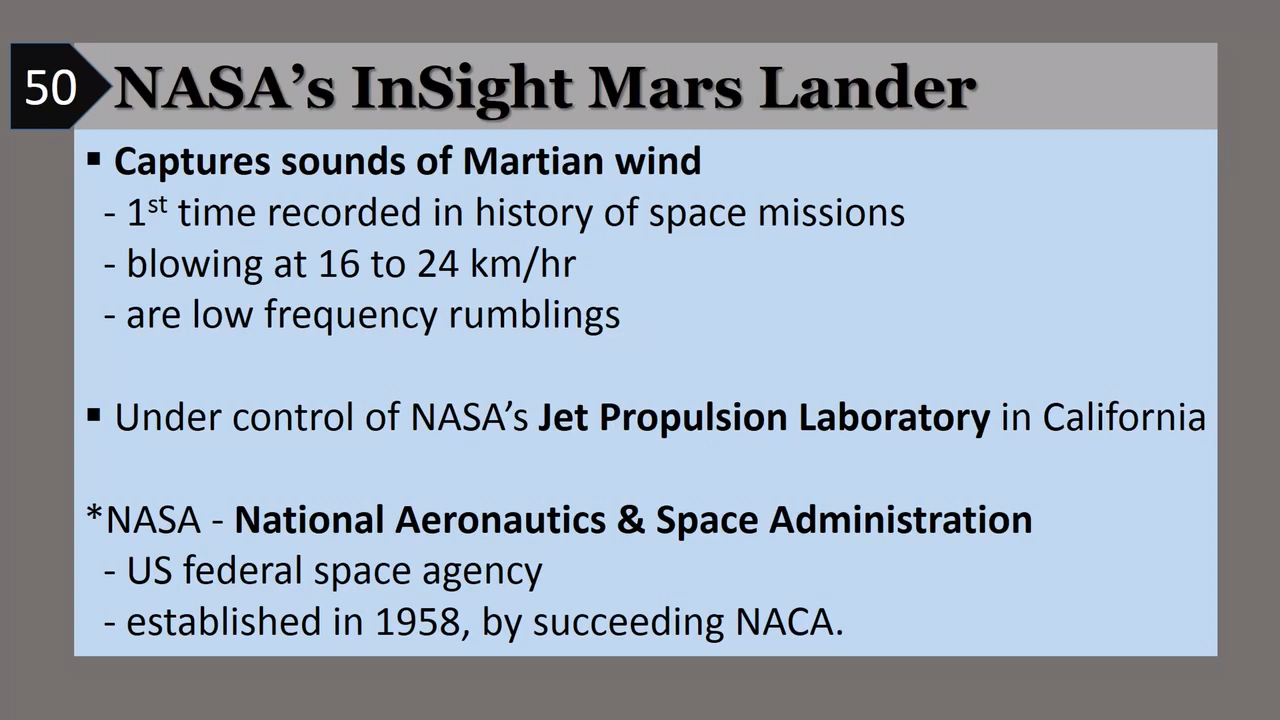 50
NASA’s InSight Mars Lander
▪ Captures sounds of Martian wind
- 1st time recorded in history of space missions
- blowing at 16 to 24 km/hr
- are low frequency rumblings
▪ Under control of NASA’s Jet Propulsion Laboratory in California
*NASA - National Aeronautics & Space Administration
- US federal space agency
- established in 1958, by succeeding NACA.